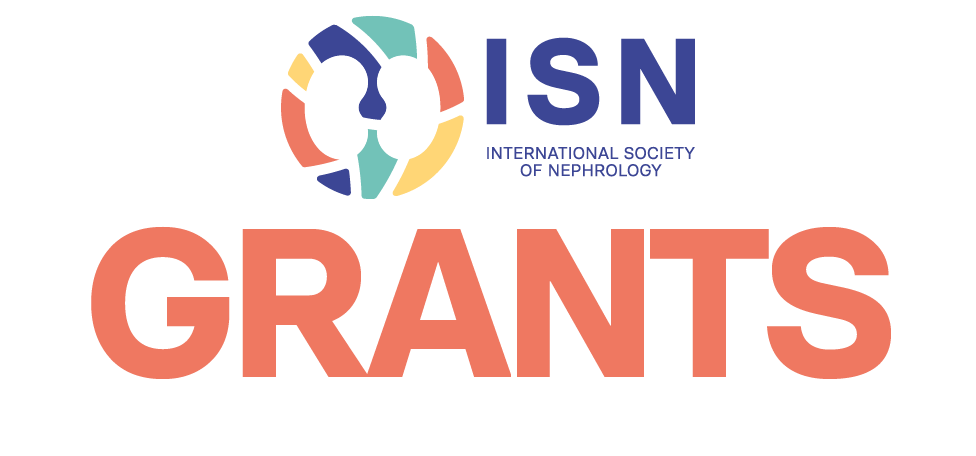 ISN
INTERNATIONAL SOCIETY
OF NEPHROLOGY
GRANTS